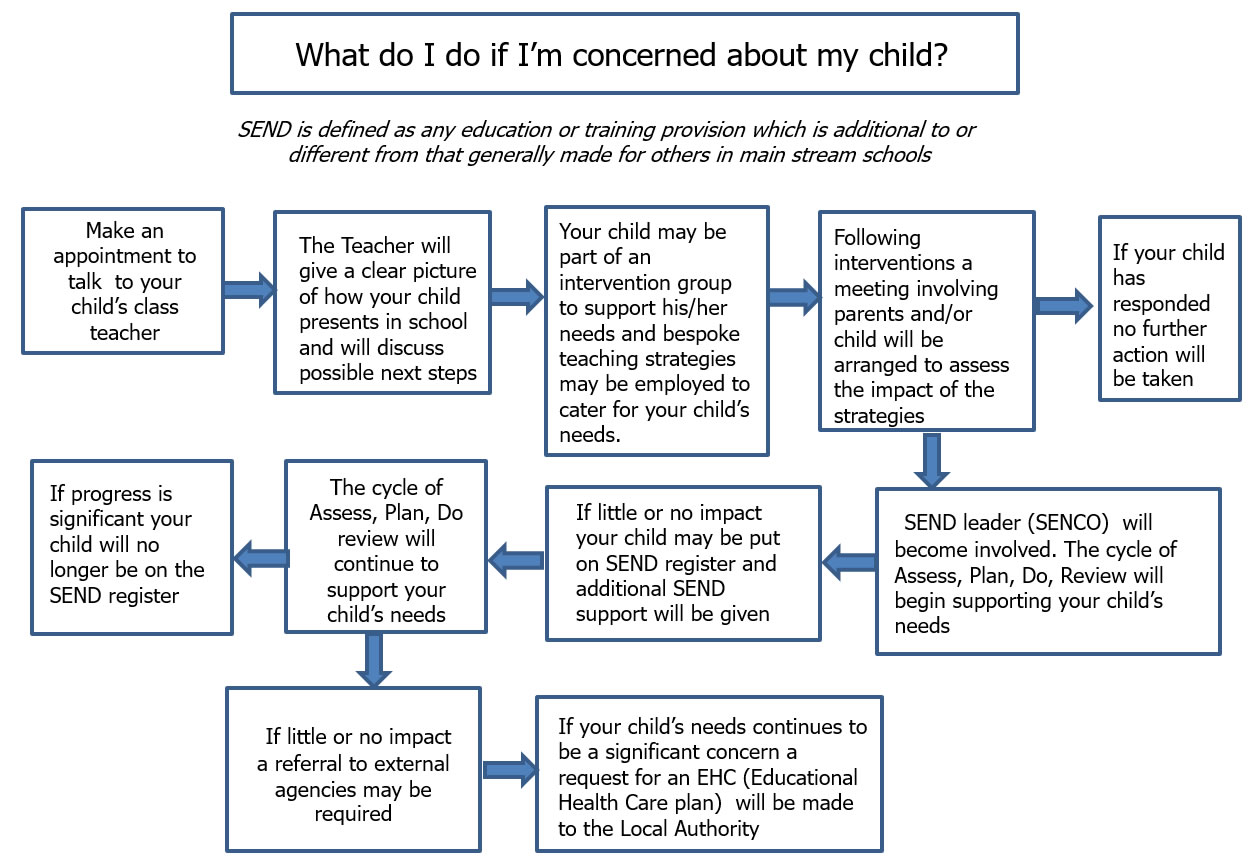 What do I do if I'm concerned about my child?
SEND is defined as any education or training provision which is additional to or
different from that generally made for others in main stream schools
Make an
appointment to
talk  to your
child's class
teacher
The Teacher will
give a clear picture
of how your child
presents in school
and will discuss
possible next steps
Your child may be
part of an
intervention group
to support his/her
needs and bespoke
teaching strategies
may be employed to
cater for your child's
needs.
Following
interventions a
meeting involving
parents and/or
child will be
arranged to assess
the impact of the
strategies
If your child
has
responded
no further
action will
be taken
SEND leader (SENCO)  will
become involved. The cycle of
Assess, Plan, Do, Review will
begin supporting your child's
needs
If little or no impact
your child may be put
on SEND register and
additional SEND
support will be given
The cycle of
Assess, Plan, Do
review will
continue to
support your
child's needs
If progress is
significant your
child will no
longer be on the
SEND register
If little or no impact
a referral to external
agencies may be
required
If your child's needs continues to
be a significant concern a
request for an EHC (Educational
Health Care plan)  will be made
to the Local Authority